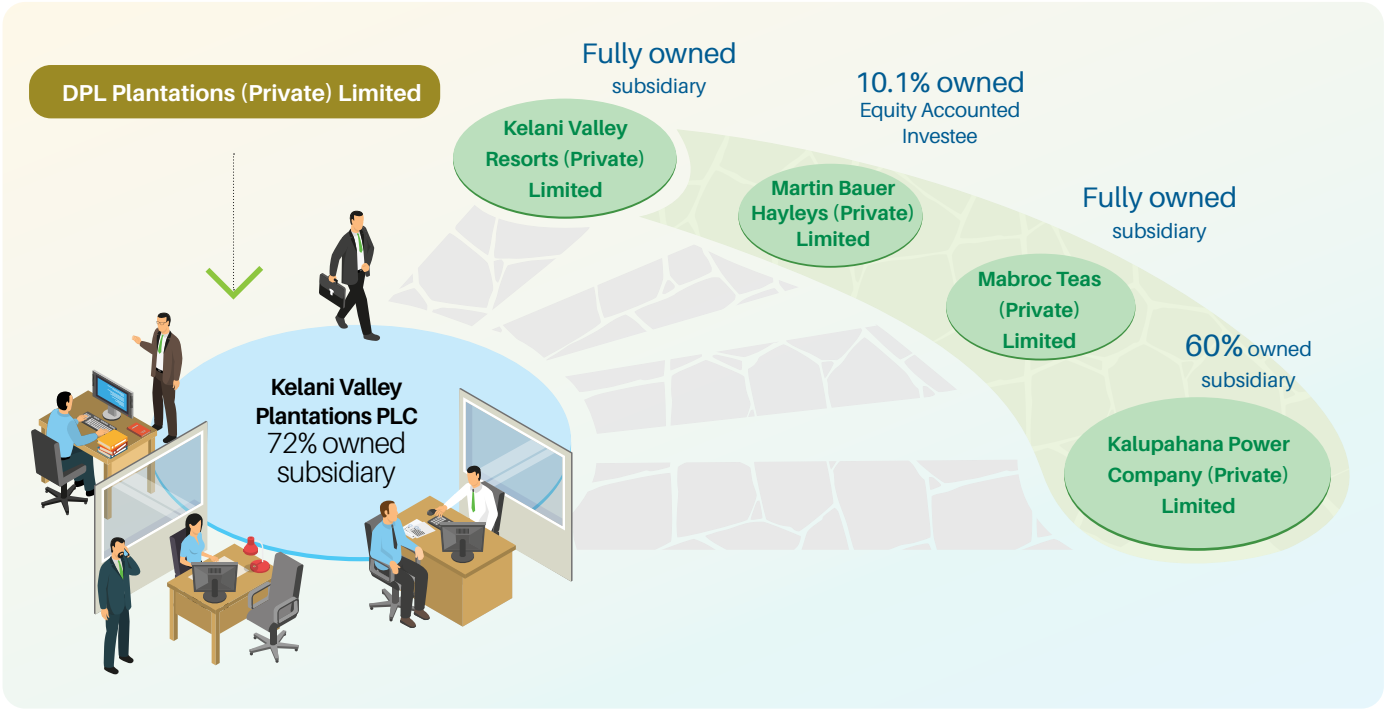 DPL Plantations (Private) Limited
Kelani Valley
Plantations PLC
72% owned
subsidiary
Fully owned
subsidiary
Kelani Valley
Resorts (Private)
Limited
10.1% owned
Equity Accounted
Investee
Martin Bauer
Hayleys (Private)
Limited
Fully owned
subsidiary
Mabroc Teas
(Private)
Limited
60% owned
subsidiary
Kalupahana Power
Company (Private)
Limited